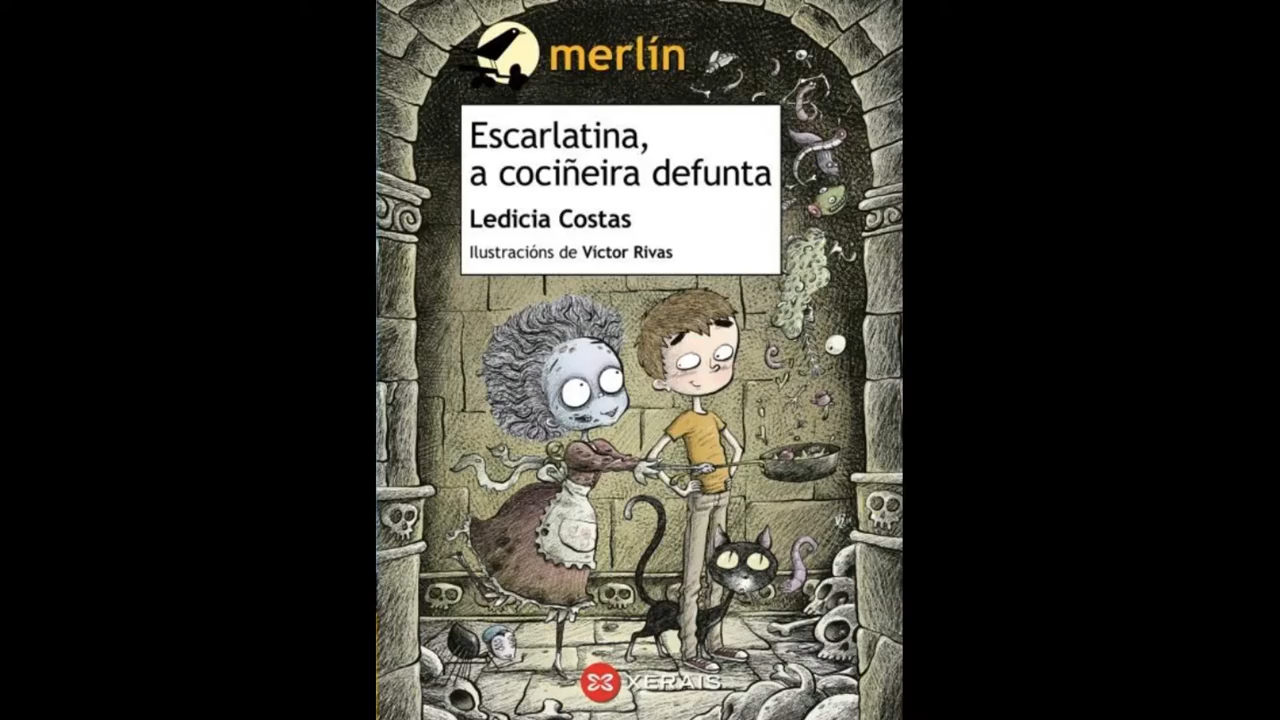 merlín
Escarlatina,
a cociñeira defunta
Ledicia Costas
Ilustracións de Víctor Rivas
XERAIS